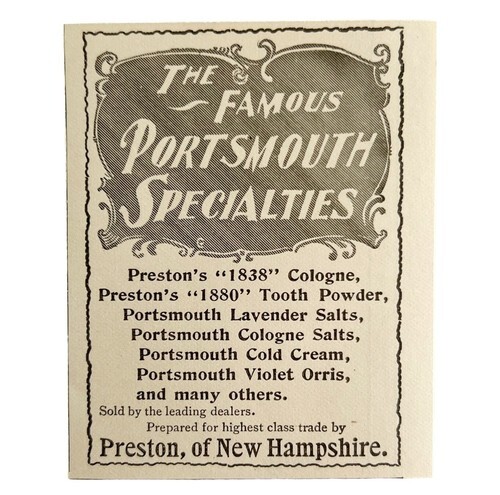 THE
FAMOUS
PORTSMOUTH
SPECIALTIES
Preston's "1838" Cologne,
Preston's "1880" Tooth Powder,
Portsmouth Lavender Salts,
Portsmouth Cologne Salts,
Portsmouth Cold Cream,
Portsmouth Violet Orris,
and many others.
Sold by the leading dealers.
Prepared for highest class trade by
Preston, of New Hampshire.